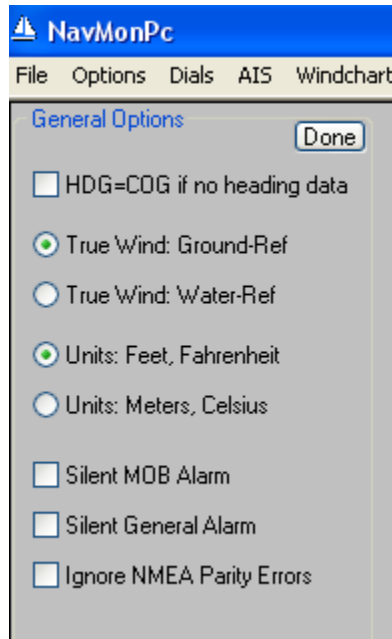 NavMonPc
File Options Dials AIS Windchart
General Options
Done
HDG=COG if no heading data
True Wind: Ground-Ref
True Wind: Water-Ref
Units: Feet, Fahrenheit
Units: Meters, Celsius
Silent MOB Alarm
Silent General Alarm
Ignore NMEA Parity Errors